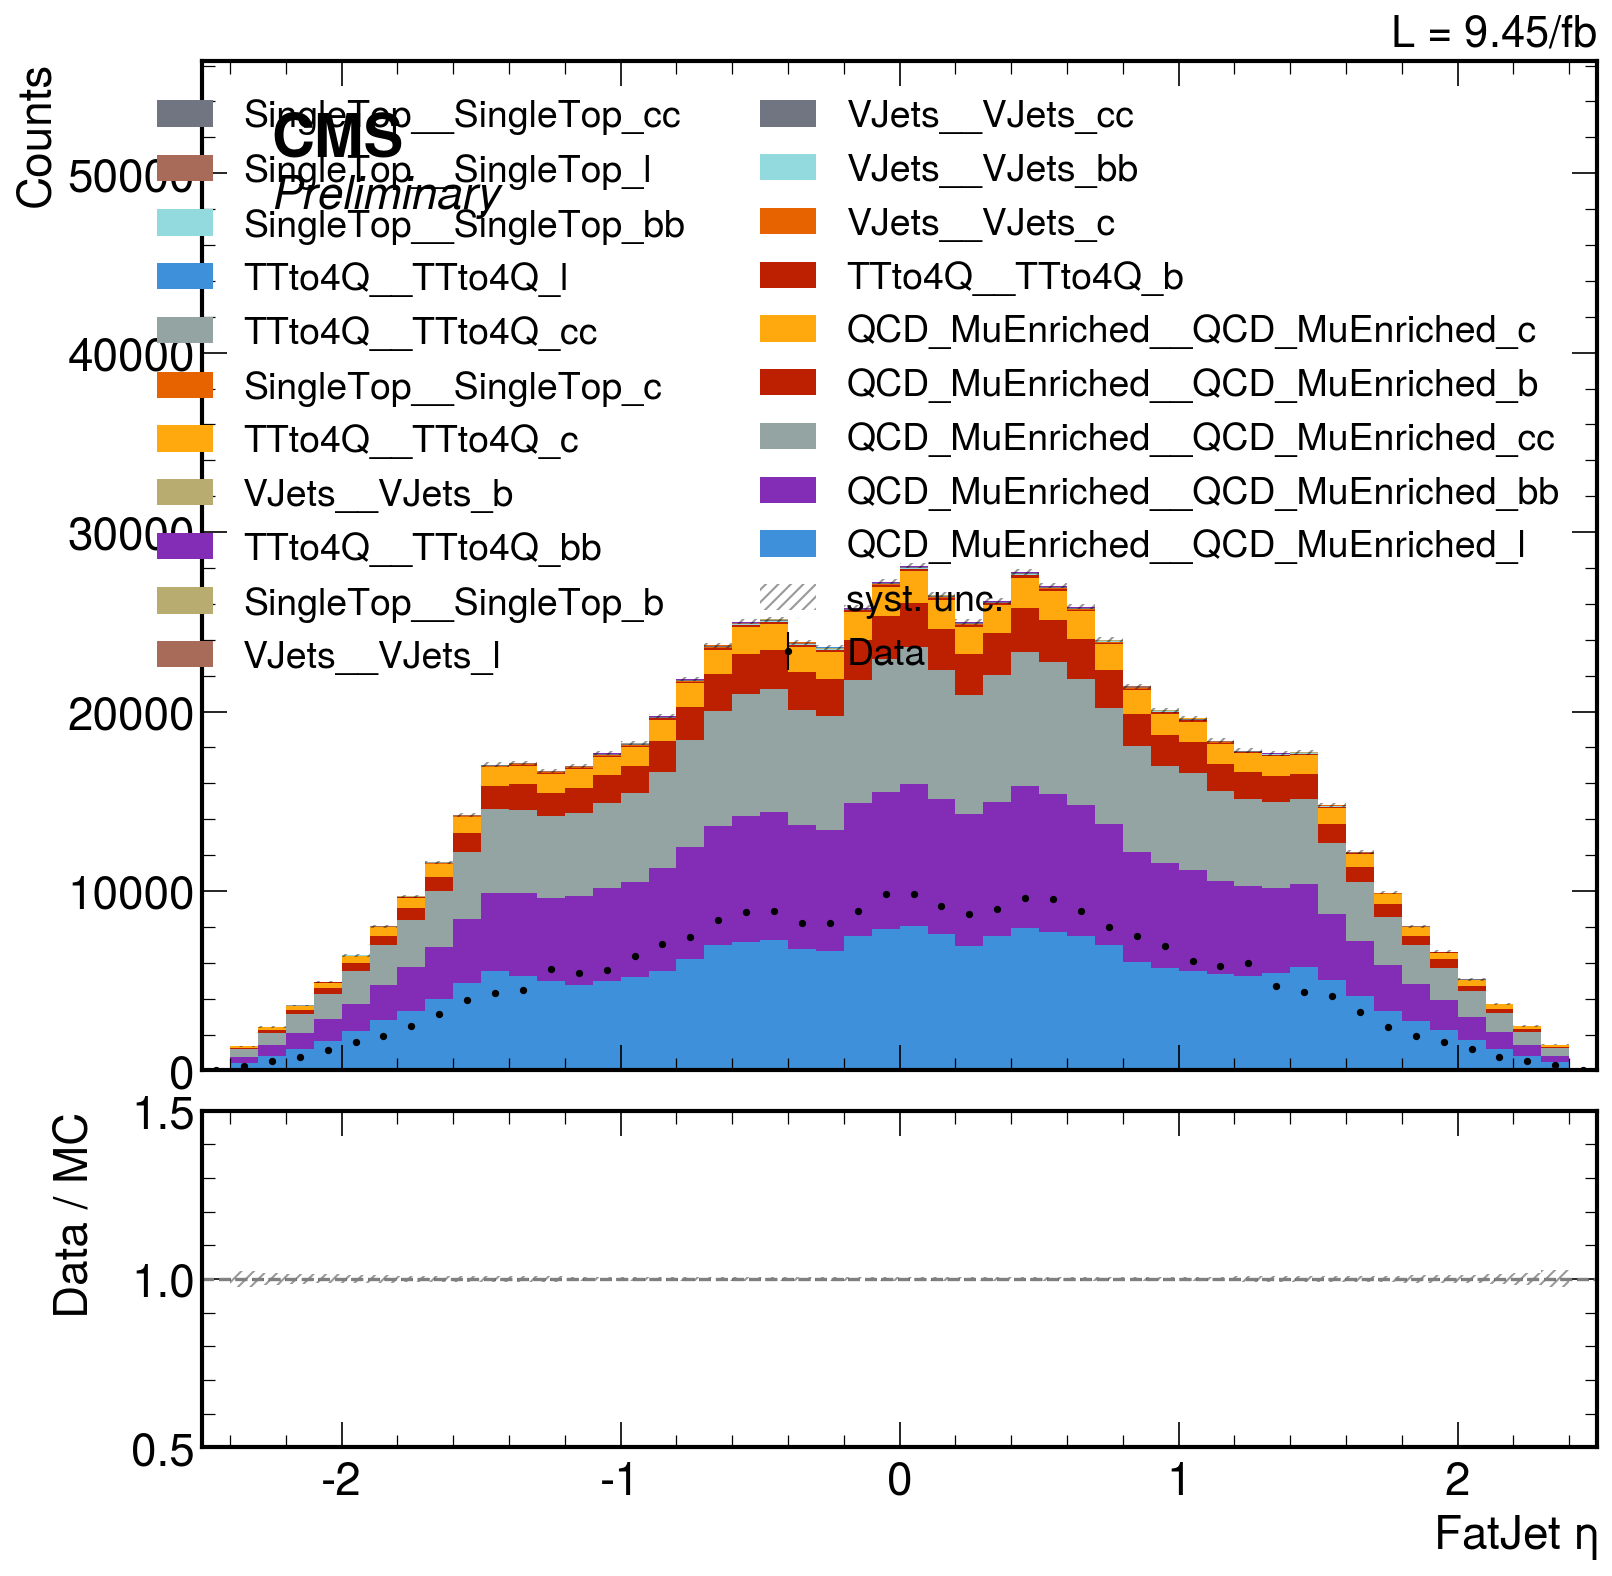 L = 9.45/fb
Counts
CMS
Preliminary
SingleTop__SingleTop_cc
SingleTop__SingleTop_l
SingleTop__SingleTop_bb
TTto4Q__TTto4Q_l
TTto4Q__TTto4Q_cc
SingleTop__SingleTop_c
TTto4Q__TTto4Q_c
VJets__VJets_b
TTto4Q__TTto4Q_bb
SingleTop__SingleTop_b
VJets__VJets_l
VJets__VJets_cc
VJets__VJets_bb
VJets__VJets_c
TTto4Q__TTto4Q_b
QCD_MuEnriched__QCD_MuEnriched_c
QCD_MuEnriched__QCD_MuEnriched_b
QCD_MuEnriched__QCD_MuEnriched_cc
QCD_MuEnriched__QCD_MuEnriched_bb
QCD_MuEnriched__QCD_MuEnriched_l
syst. unc.
Data
50000
40000
30000
20000
10000
0
Data / MC
1.5
1.0
0.5
-2
-1
0
1
2
FatJet η